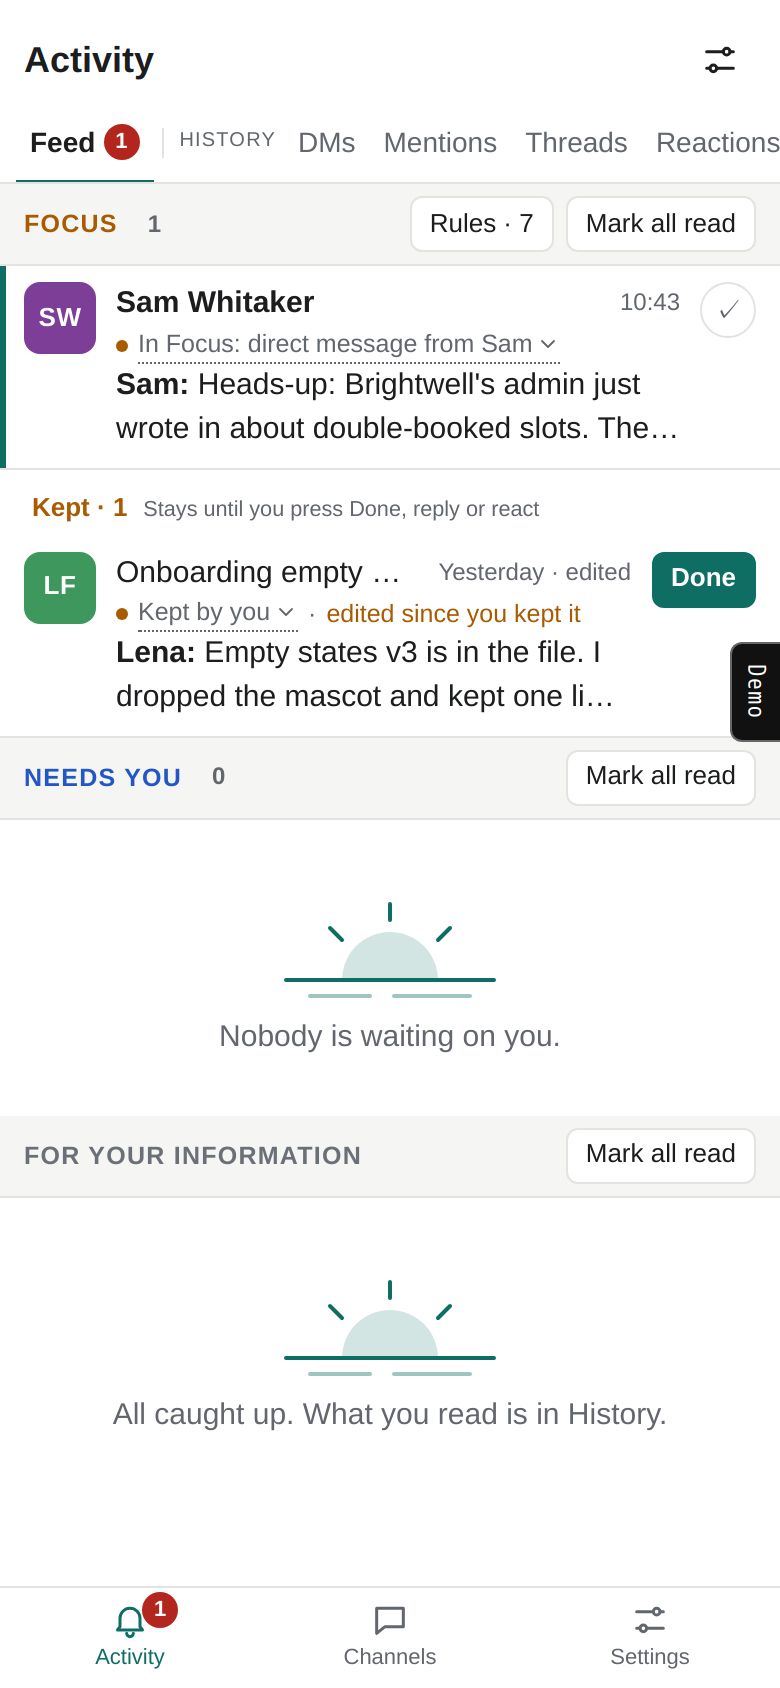 Activity
Feed 1 HISTORY DMs Mentions Threads Reactions
FOCUS 1 Rules · 7 Mark all read
SW Sam Whitaker 10:43 ✓
In Focus: direct message from Sam
Sam: Heads-up: Brightwell's admin just
wrote in about double-booked slots. The…
Kept · 1 Stays until you press Done, reply or react
LF Onboarding empty … Yesterday · edited Done
Kept by you · edited since you kept it
Lena: Empty states v3 is in the file. I
dropped the mascot and kept one li…
Demo
NEEDS YOU 0 Mark all read
Nobody is waiting on you.
FOR YOUR INFORMATION Mark all read
All caught up. What you read is in History.
1
Activity Channels Settings